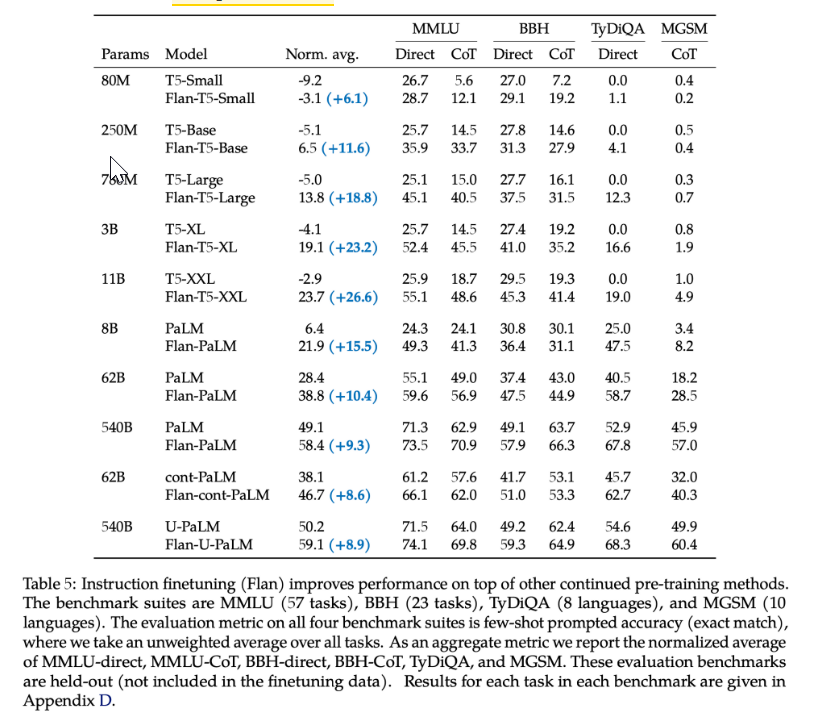 MMLU BBH TyDiQA MGSM
Params Model Norm. avg. Direct CoT Direct CoT Direct CoT
80M T5-Small -9.2 26.7 5.6 27.0 7.2 0.0 0.4
Flan-T5-Small -3.1 (+6.1) 28.7 12.1 29.1 19.2 1.1 0.2
250M T5-Base -5.1 25.7 14.5 27.8 14.6 0.0 0.5
Flan-T5-Base 6.5 (+11.6) 35.9 33.7 31.3 27.9 4.1 0.4
T5-Large -5.0 25.1 15.0 27.7 16.1 0.0 0.3
Flan-T5-Large 13.8 (+18.8) 45.1 40.5 37.5 31.5 12.3 0.7
3B T5-XL -4.1 25.7 14.5 27.4 19.2 0.0 0.8
Flan-T5-XL 19.1 (+23.2) 52.4 45.5 41.0 35.2 16.6 1.9
11B T5-XXL -2.9 25.9 18.7 29.5 19.3 0.0 1.0
Flan-T5-XXL 23.7 (+26.6) 55.1 48.6 45.3 41.4 19.0 4.9
8B PaLM 6.4 24.3 24.1 30.8 30.1 25.0 3.4
Flan-PaLM 21.9 (+15.5) 49.3 41.3 36.4 31.1 47.5 8.2
62B PaLM 28.4 55.1 49.0 37.4 43.0 40.5 18.2
Flan-PaLM 38.8 (+10.4) 59.6 56.9 47.5 44.9 58.7 28.5
540B PaLM 49.1 71.3 62.9 49.1 63.7 52.9 45.9
Flan-PaLM 58.4 (+9.3) 73.5 70.9 57.9 66.3 67.8 57.0
62B cont-PaLM 38.1 61.2 57.6 41.7 53.1 45.7 32.0
Flan-cont-PaLM 46.7 (+8.6) 66.1 62.0 51.0 53.3 62.7 40.3
540B U-PaLM 50.2 71.5 64.0 49.2 62.4 54.6 49.9
Flan-U-PaLM 59.1 (+8.9) 74.1 69.8 59.3 64.9 68.3 60.4
Table 5: Instruction finetuning (Flan) improves performance on top of other continued pre-training methods.
The benchmark suites are MMLU (57 tasks), BBH (23 tasks), TyDiQA (8 languages), and MGSM (10
languages). The evaluation metric on all four benchmark suites is few-shot prompted accuracy (exact match),
where we take an unweighted average over all tasks. As an aggregate metric we report the normalized average
of MMLU-direct, MMLU-CoT, BBH-direct, BBH-CoT, TyDiQA, and MGSM. These evaluation benchmarks
are held-out (not included in the finetuning data). Results for each task in each benchmark are given in
Appendix D.